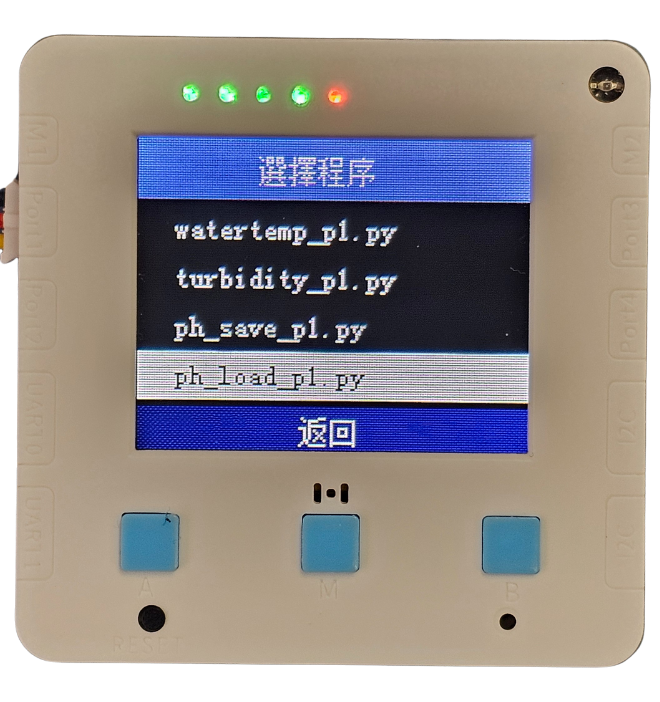 選擇程序
M1
M2
watertemp_p1.py
Port1
Port3
turbidity_p1.py
Port2
Port4
ph_save_p1.py
ph_load_p1.py
I2C
返回
UART1
I2C
A
M
B
RESET